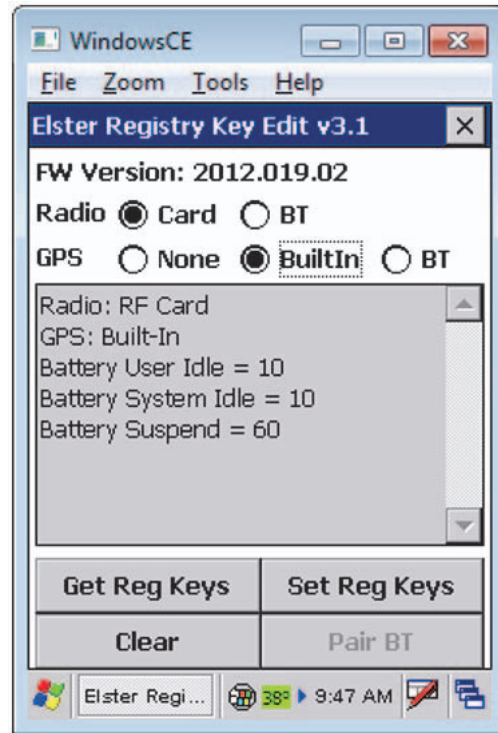 WindowsCE
File Zoom Tools Help
Elster Registry Key Edit v3.1
FW Version: 2012.019.02
Radio Card BT
GPS None BuiltIn BT
Radio: RF Card
GPS: Built-In
Battery User Idle = 10
Battery System Idle = 10
Battery Suspend = 60
Get Reg Keys Set Reg Keys
Clear Pair BT
Elster Regi... 38° 9:47 AM